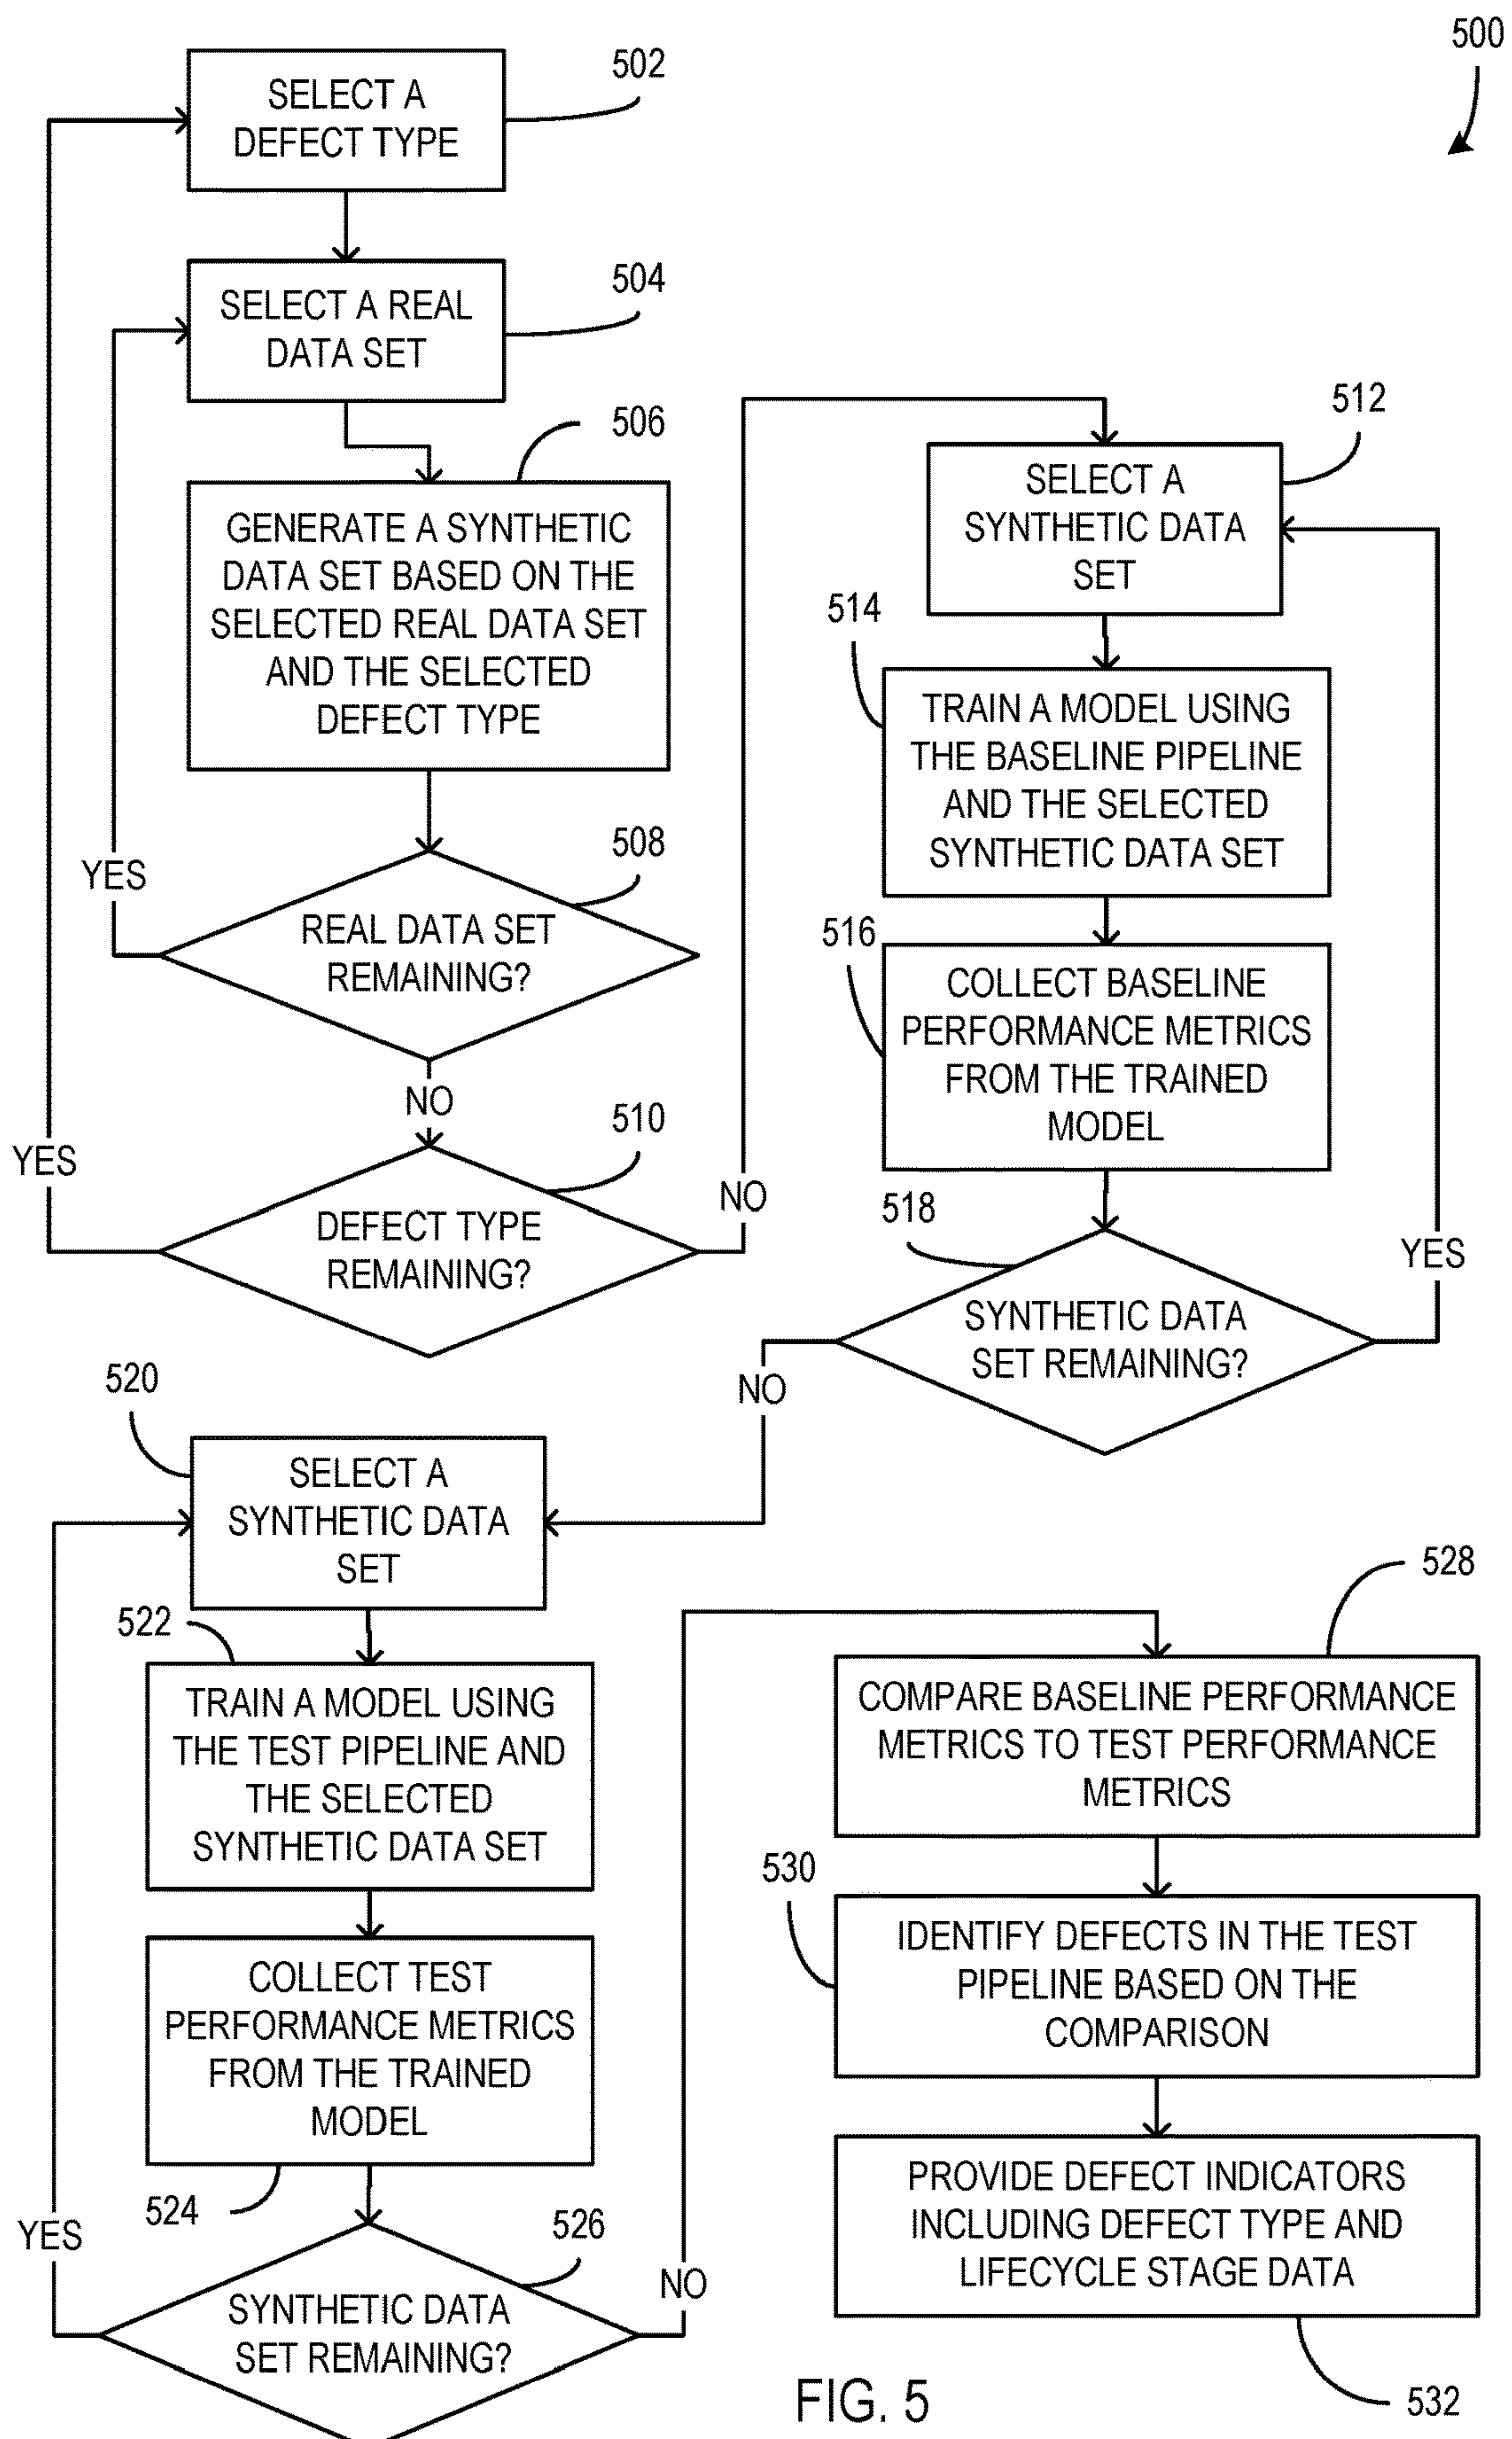 500
502
SELECT A
DEFECT TYPE
504
SELECT A REAL
DATA SET
506
GENERATE A SYNTHETIC
DATA SET BASED ON THE
SELECTED REAL DATA SET
AND THE SELECTED
DEFECT TYPE
508
YES
REAL DATA SET
REMAINING?
NO
510
YES
DEFECT TYPE
REMAINING?
NO
512
SELECT A
SYNTHETIC DATA
SET
514
TRAIN A MODEL USING
THE BASELINE PIPELINE
AND THE SELECTED
SYNTHETIC DATA SET
516
COLLECT BASELINE
PERFORMANCE METRICS
FROM THE TRAINED
MODEL
518
YES
SYNTHETIC DATA
SET REMAINING?
NO
520
SELECT A
SYNTHETIC DATA
SET
522
TRAIN A MODEL USING
THE TEST PIPELINE AND
THE SELECTED
SYNTHETIC DATA SET
COLLECT TEST
PERFORMANCE METRICS
FROM THE TRAINED
MODEL
524
526
YES
SYNTHETIC DATA
SET REMAINING?
NO
528
COMPARE BASELINE PERFORMANCE
METRICS TO TEST PERFORMANCE
METRICS
530
IDENTIFY DEFECTS IN THE TEST
PIPELINE BASED ON THE
COMPARISON
PROVIDE DEFECT INDICATORS
INCLUDING DEFECT TYPE AND
LIFECYCLE STAGE DATA
532
FIG. 5